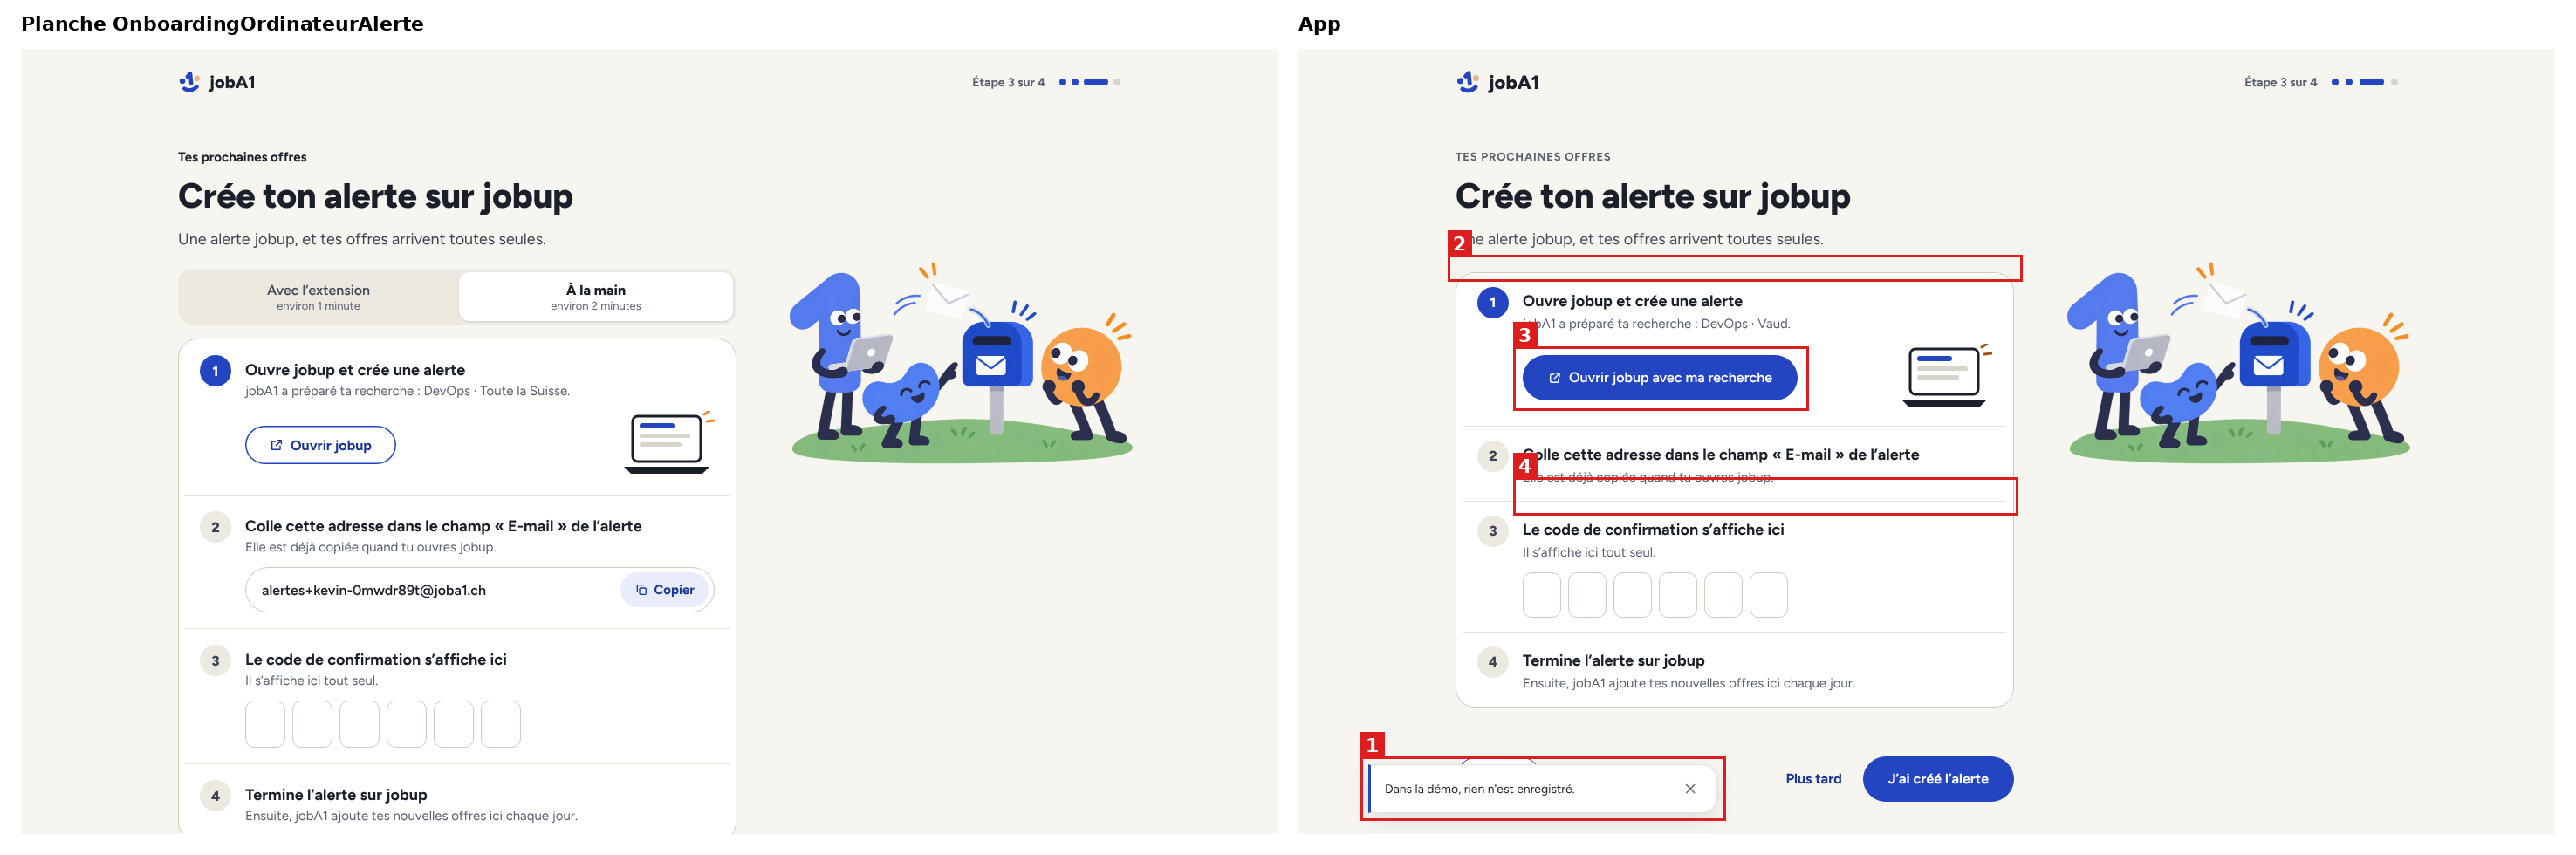 Planche OnboardingOrdinateurAlerte
jobA1
Étape 3 sur 4
Tes prochaines offres
Crée ton alerte sur jobup
Une alerte jobup, et tes offres arrivent toutes seules.
Avec l'extension
environ 1 minute
À la main
environ 2 minutes
1
Ouvre jobup et crée une alerte
jobA1 a préparé ta recherche : DevOps · Toute la Suisse.
Ouvrir jobup
2
Colle cette adresse dans le champ « E-mail » de l'alerte
Elle est déjà copiée quand tu ouvres jobup.
alertes+kevin-0mwdr89t@joba1.ch
Copier
3
Le code de confirmation s'affiche ici
Il s'affiche ici tout seul.
4
Termine l'alerte sur jobup
Ensuite, jobA1 ajoute tes nouvelles offres ici chaque jour.
App
jobA1
Étape 3 sur 4
TES PROCHAINES OFFRES
Crée ton alerte sur jobup
2
ne alerte jobup, et tes offres arrivent toutes seules.
1
Ouvre jobup et crée une alerte
jobA1 a préparé ta recherche : DevOps · Vaud.
3
Ouvrir jobup avec ma recherche
2
Colle cette adresse dans le champ « E-mail » de l'alerte
4
Elle est déjà copiée quand tu ouvres jobup.
3
Le code de confirmation s'affiche ici
Il s'affiche ici tout seul.
4
Termine l'alerte sur jobup
Ensuite, jobA1 ajoute tes nouvelles offres ici chaque jour.
1
Dans la démo, rien n'est enregistré.
Plus tard
J'ai créé l'alerte